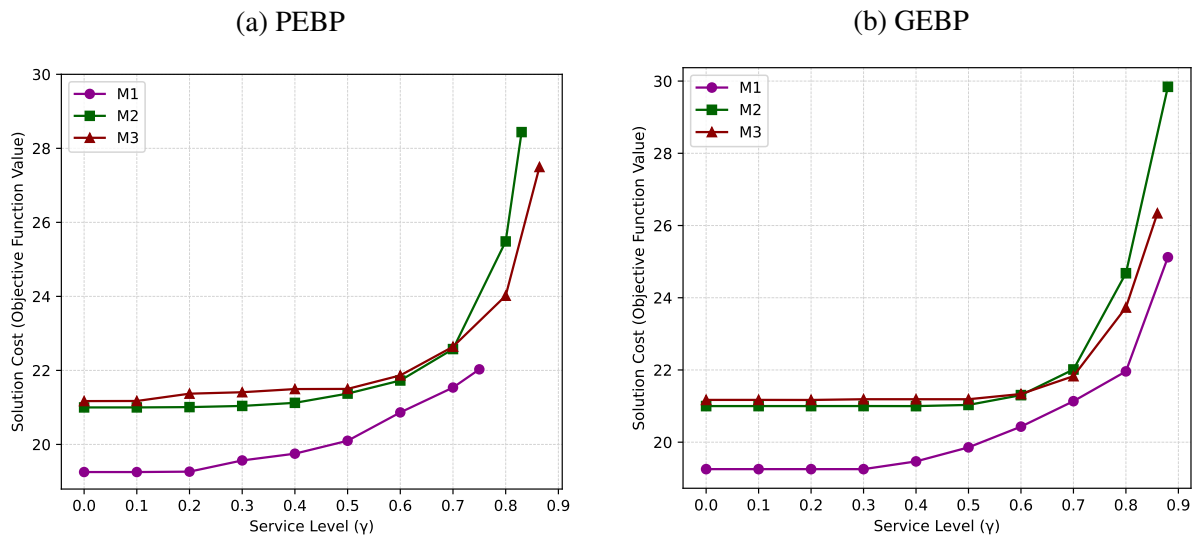 (a) PEBP
30
28
26
24
22
20
Solution Cost (Objective Function Value)
M1
M2
M3
0.0 0.1 0.2 0.3 0.4 0.5 0.6 0.7 0.8 0.9
Service Level (γ)
(b) GEBP
30
28
26
24
22
20
Solution Cost (Objective Function Value)
M1
M2
M3
0.0 0.1 0.2 0.3 0.4 0.5 0.6 0.7 0.8 0.9
Service Level (γ)